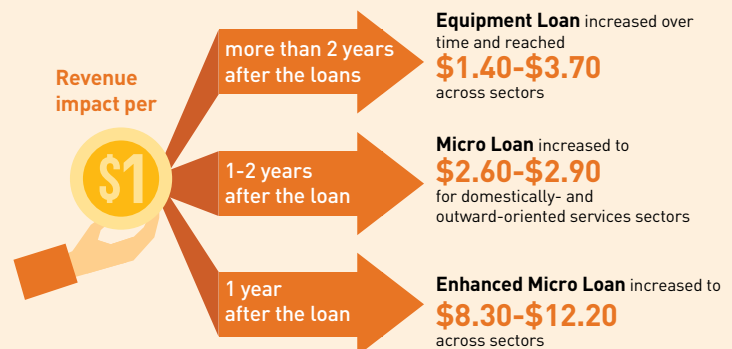 Revenue
impact per
$1
more than 2 years
after the loans
Equipment Loan increased over
time and reached
$1.40-$3.70
across sectors
1-2 years
after the loan
Micro Loan increased to
$2.60-$2.90
for domestically- and
outward-oriented services sectors
1 year
after the loan
Enhanced Micro Loan increased to
$8.30-$12.20
across sectors